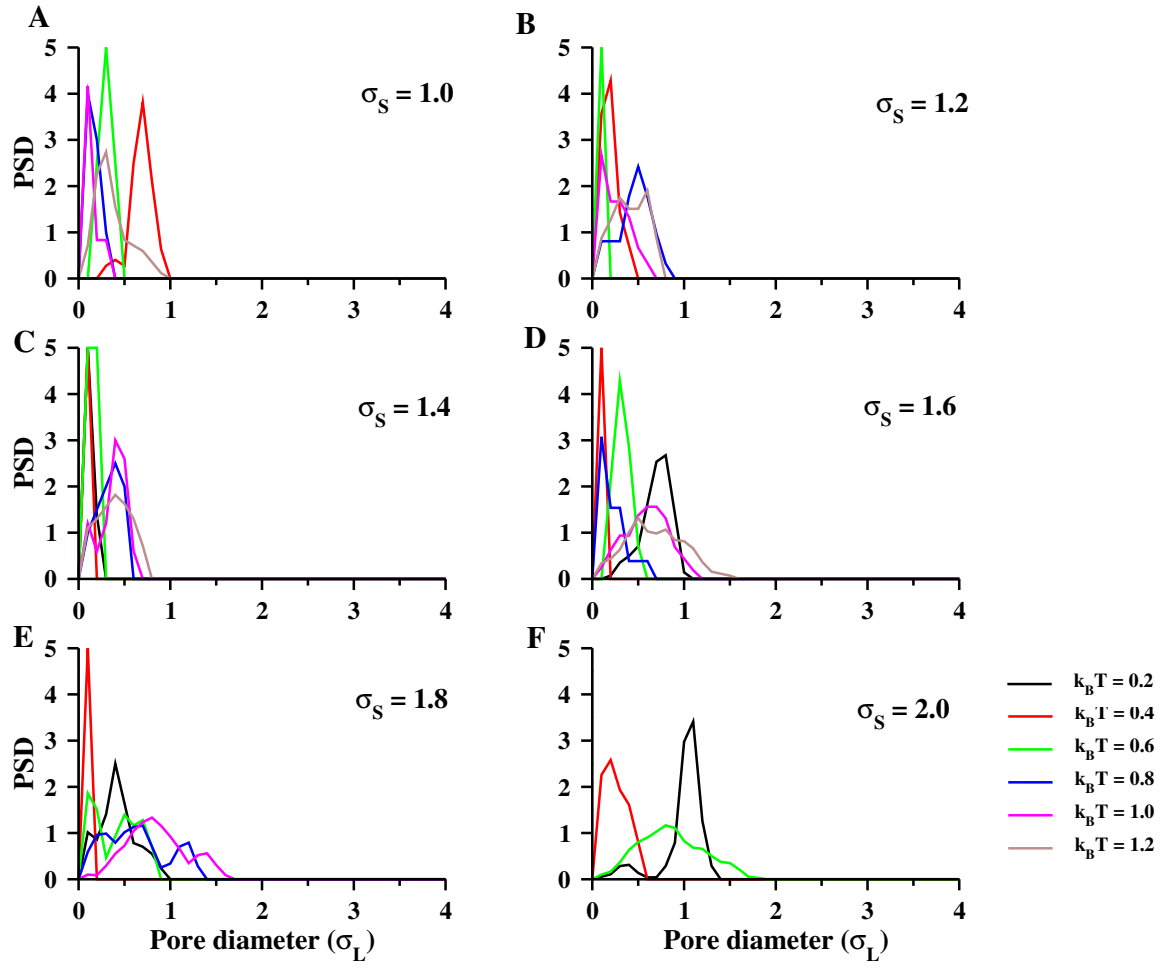 A
B
5
4
3
2
1
0
PSD
σS = 1.0
0 1 2 3 4
5
4
3
2
1
0
σS = 1.2
0 1 2 3 4
C
D
5
4
3
2
1
0
PSD
σS = 1.4
0 1 2 3 4
5
4
3
2
1
0
σS = 1.6
0 1 2 3 4
E
F
5
4
3
2
1
0
PSD
σS = 1.8
0 1 2 3 4
Pore diameter (σL)
5
4
3
2
1
0
σS = 2.0
0 1 2 3 4
Pore diameter (σL)
kBT = 0.2
kBT = 0.4
kBT = 0.6
kBT = 0.8
kBT = 1.0
kBT = 1.2